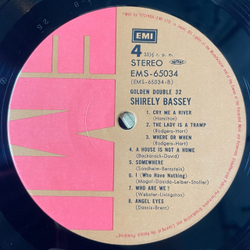 EMI
4
33⅓ r. p. m.
STEREO
EMS-65034
(EMS-65034-B)
GOLDEN DOUBLE 32
SHIRELY BASSEY
1. CRY ME A RIVER
(Hamilton)
2. THE LADY IS A TRAMP
(Rodgers-Hart)
3. WHERE OR WHEN
(Rodgers-Hart)
4. A HOUSE IS NOT A HOME
(Bacharach-David)
5. SOMEWHERE
(Sondheim-Bernstein)
6. I (Who Have Nothing)
(Mogol-Donida-Leiber-Stoller)
7. WHO ARE WE?
(Webster-Livingston)
8. ANGEL EYES
(Dennis-Brent)
EMI